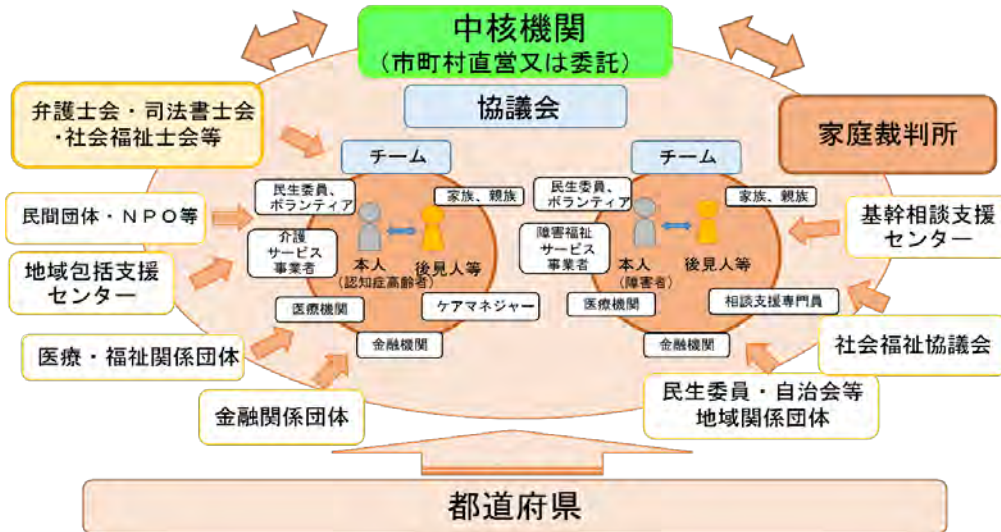 中核機関
（市町村直営又は委託）
協議会
弁護士会・司法書士会
・社会福祉士会等
家庭裁判所
民間団体・ＮＰＯ等
地域包括支援
センター
医療・福祉関係団体
金融関係団体
チーム
民生委員、
ボランティア
家族、親族
介護
サービス
事業者
本人
（認知症高齢者）
後見人等
医療機関
ケアマネジャー
金融機関
チーム
民生委員、
ボランティア
家族、親族
障害福祉
サービス
事業者
本人
（障害者）
後見人等
医療機関
相談支援専門員
金融機関
基幹相談支援
センター
社会福祉協議会
民生委員・自治会等
地域関係団体
都道府県